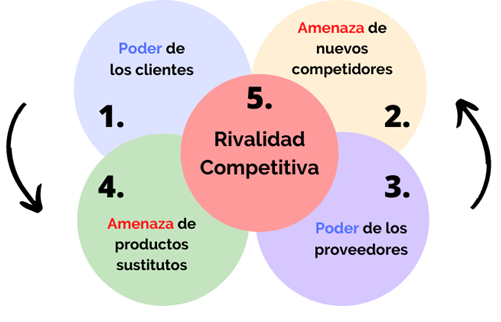 Poder de
los clientes
1.
Amenaza de
nuevos
competidores
2.
5.
Rivalidad
Competitiva
4.
Amenaza de
productos
sustitutos
3.
Poder de los
proveedores